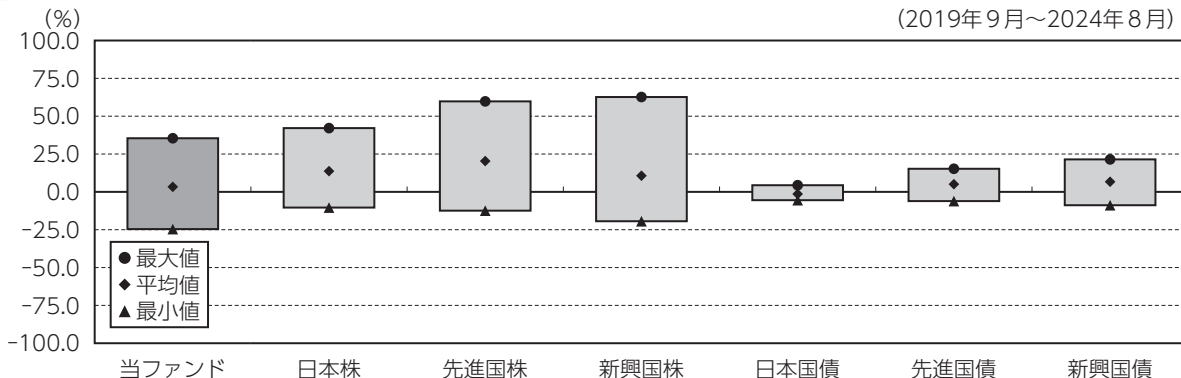 (%)
(2019年9月～2024年8月)
100.0
75.0
50.0
25.0
0.0
-25.0
-50.0
-75.0
-100.0
●最大値
◆平均値
▲最小値
当ファンド 日本株 先進国株 新興国株 日本国債 先進国債 新興国債